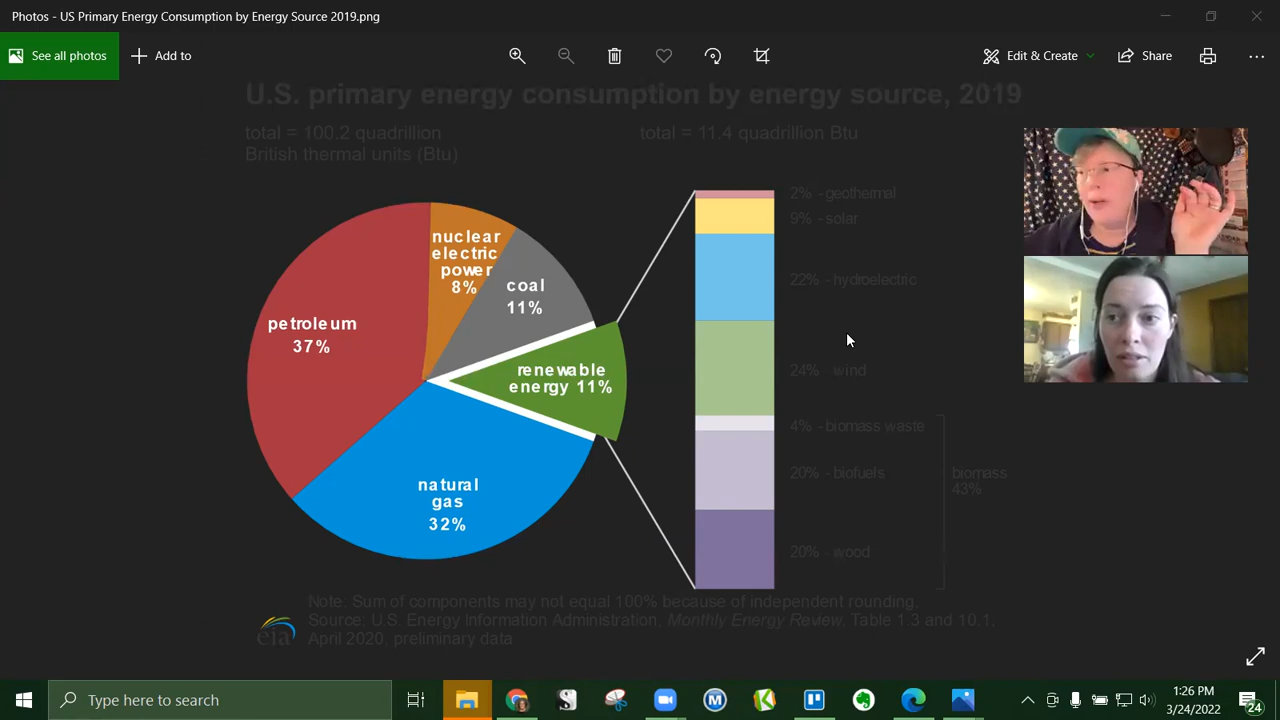 Photos - US Primary Energy Consumption by Energy Source 2019.png
See all photos
Add to
Edit & Create
Share
U.S. primary energy consumption by energy source, 2019
total = 100.2 quadrillion
British thermal units (Btu)
total = 11.4 quadrillion Btu
nuclear
electric
power
8%
coal
11%
petroleum
37%
renewable
energy 11%
natural
gas
32%
2% - geothermal
9% - solar
22% - hydroelectric
24% - wind
4% - biomass waste
20% - biofuels
20% - wood
biomass
43%
Note: Sum of components may not equal 100% because of independent rounding.
Source: U.S. Energy Information Administration, Monthly Energy Review, Table 1.3 and 10.1,
April 2020, preliminary data
eia
Type here to search
1:26 PM
3/24/2022
24